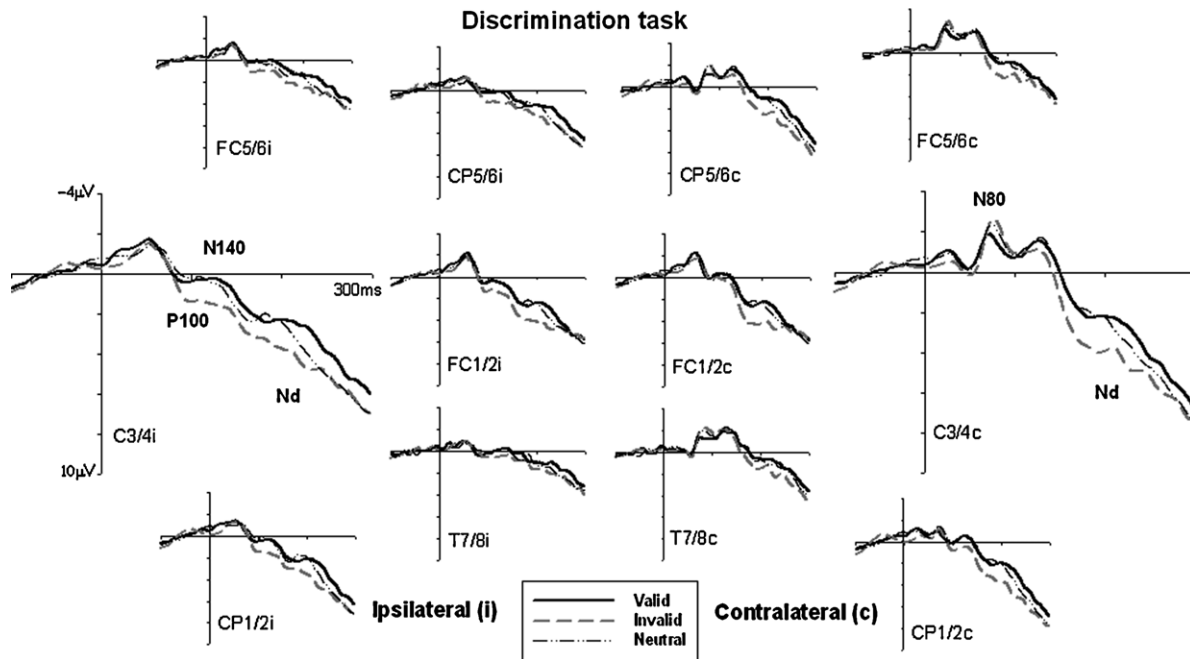 Discrimination task
FC5/6i
CP5/6i
CP5/6c
FC5/6c
-4µV
N140
P100
Nd
300ms
C3/4i
10µV
FC1/2i
FC1/2c
N80
Nd
C3/4c
T7/8i
T7/8c
CP1/2i
Ipsilateral (i)
Valid
Invalid
Neutral
Contralateral (c)
CP1/2c